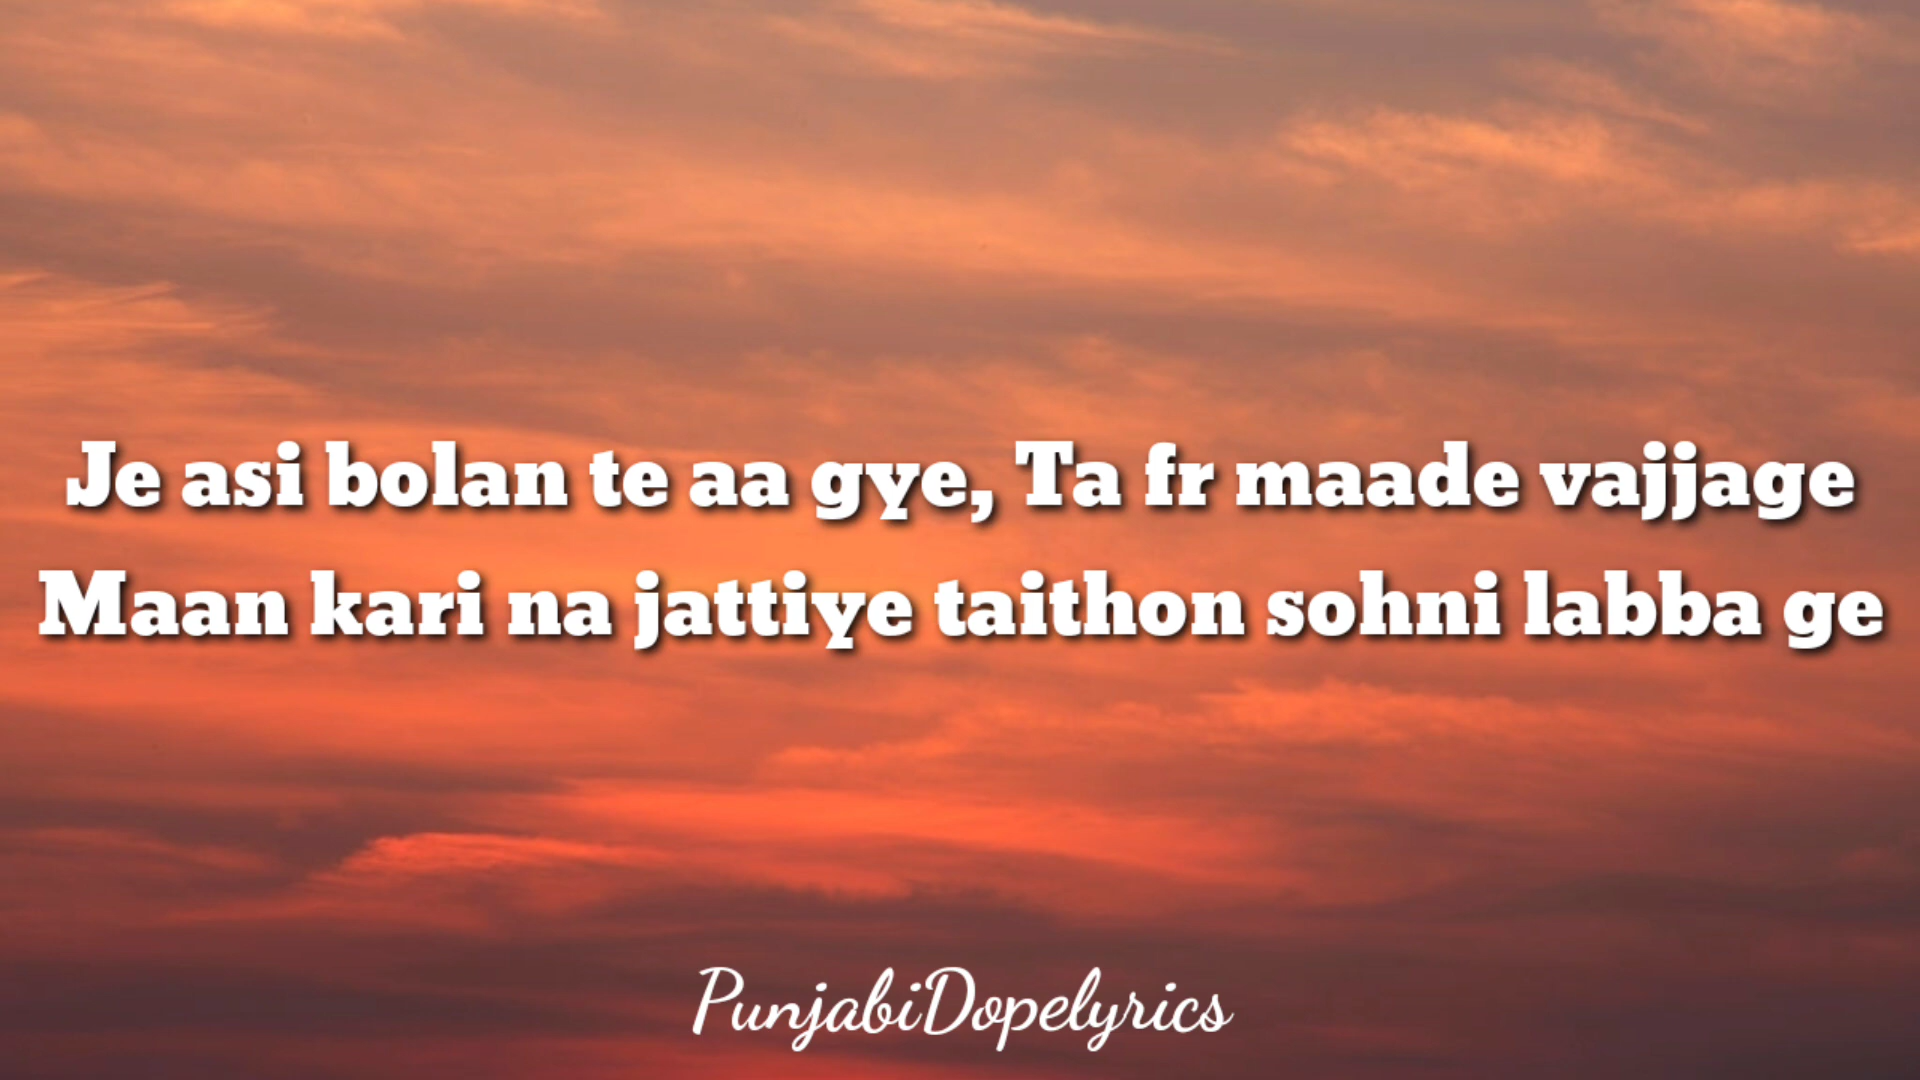 Je asi bolan te aa gye, Ta fr maade vajjage
Maan kari na jattiye taithon sohni labba ge
PunjabiDopelyrics